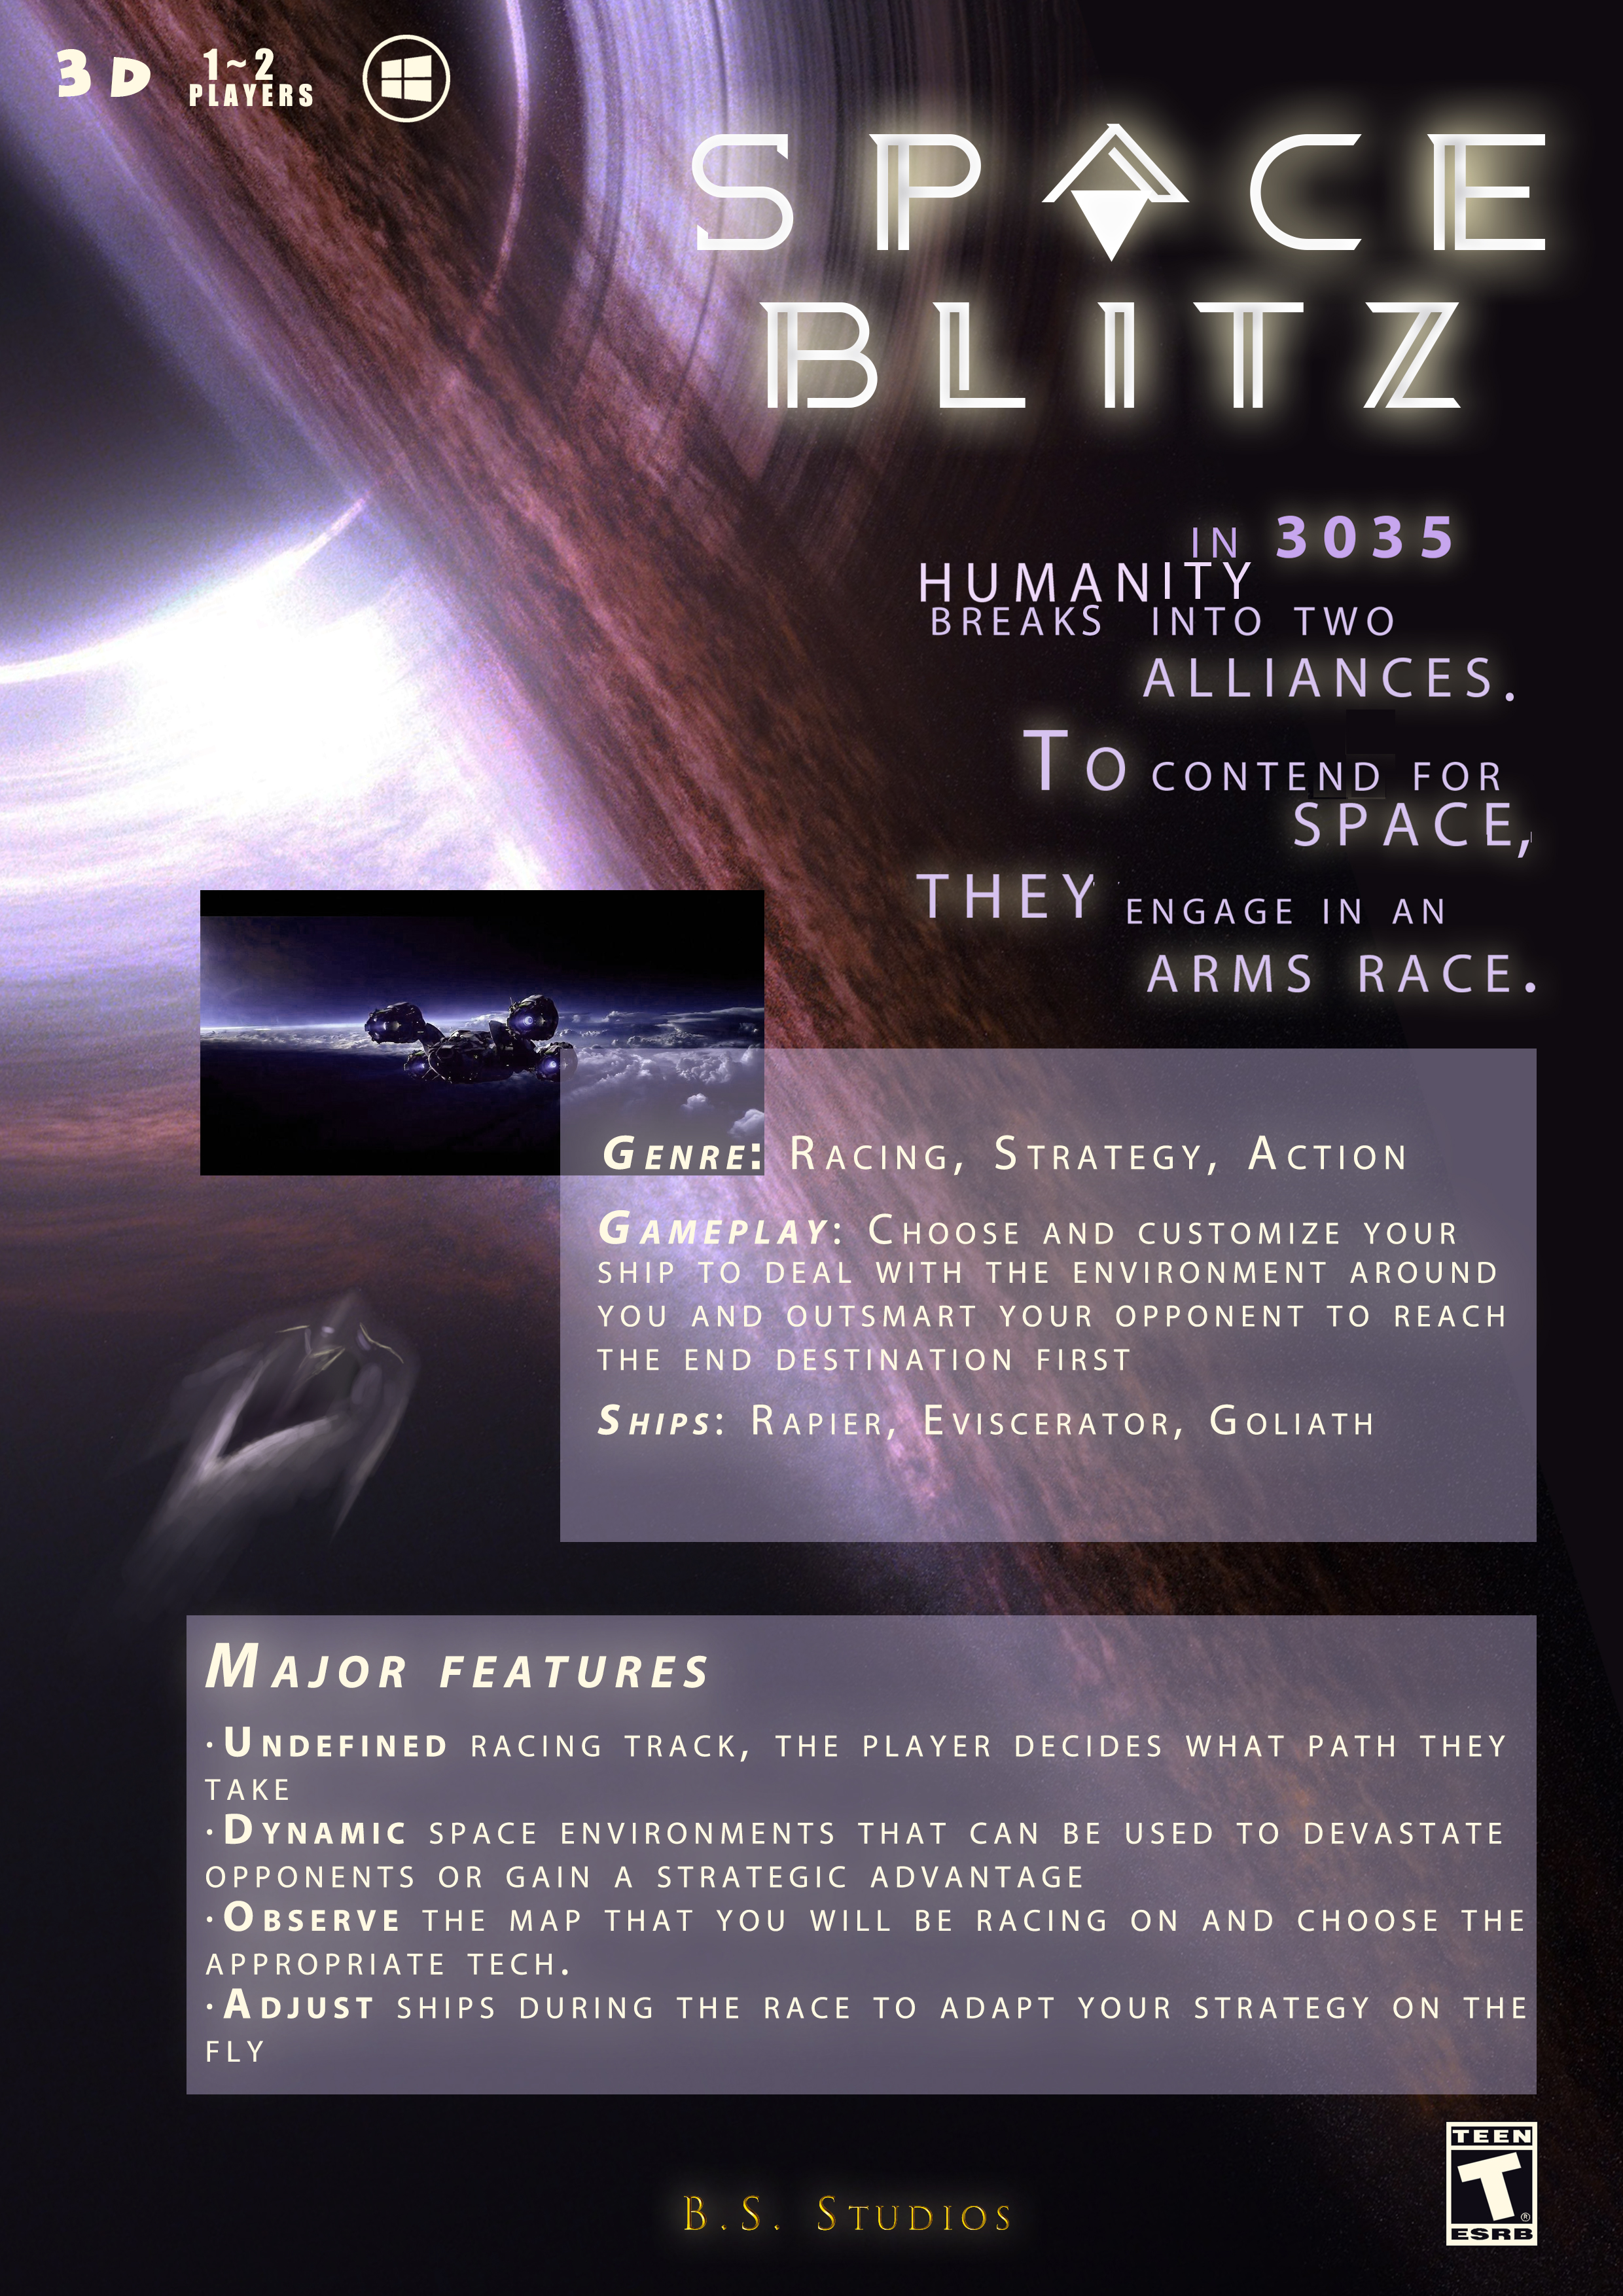 3D
1~2
PLAYERS
SPACE
BLITZ
IN 3035
HUMANITY
BREAKS INTO TWO
ALLIANCES.
TO CONTEND FOR
SPACE,
THEY ENGAGE IN AN
ARMS RACE.
GENRE: RACING, STRATEGY, ACTION
GAMEPLAY: CHOOSE AND CUSTOMIZE YOUR
SHIP TO DEAL WITH THE ENVIRONMENT AROUND
YOU AND OUTSMART YOUR OPPONENT TO REACH
THE END DESTINATION FIRST
SHIPS: RAPIER, EVISCERATOR, GOLIATH
MAJOR FEATURES
·UNDEFINED RACING TRACK, THE PLAYER DECIDES WHAT PATH THEY
TAKE
·DYNAMIC SPACE ENVIRONMENTS THAT CAN BE USED TO DEVASTATE
OPPONENTS OR GAIN A STRATEGIC ADVANTAGE
·OBSERVE THE MAP THAT YOU WILL BE RACING ON AND CHOOSE THE
APPROPRIATE TECH.
·ADJUST SHIPS DURING THE RACE TO ADAPT YOUR STRATEGY ON THE
FLY
TEEN
T®
ESRB
B.S. STUDIOS